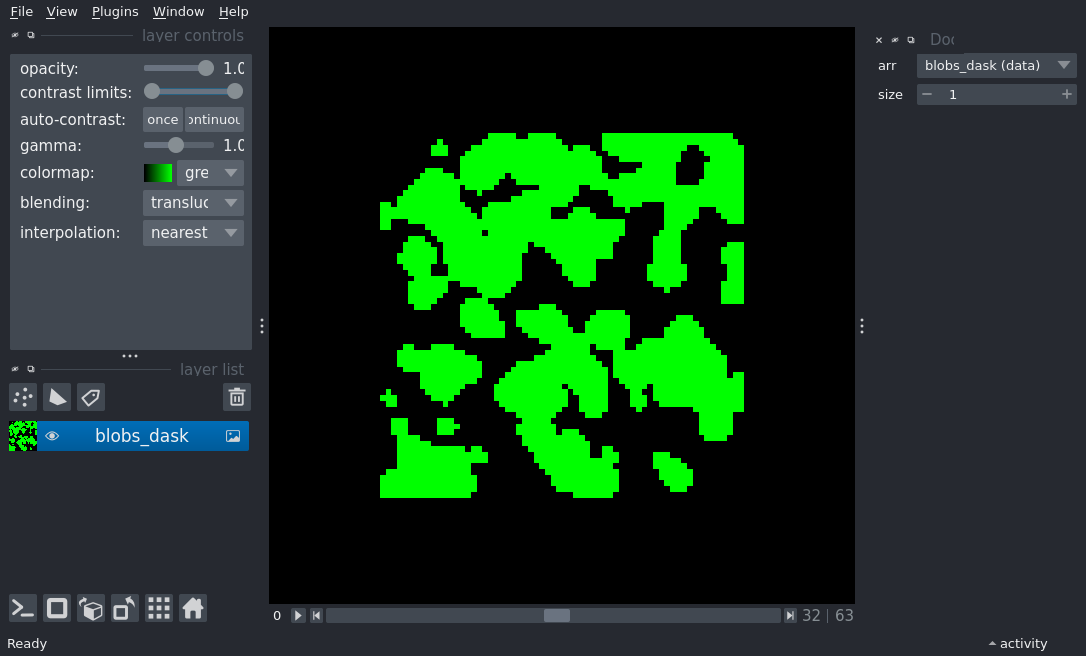 File View Plugins Window Help
layer controls
opacity: 1.0
contrast limits:
auto-contrast: once ontinuou
gamma: 1.0
colormap: gre
blending: transluc
interpolation: nearest
layer list
blobs_dask
0 32 | 63
Ready
Doc
arr blobs_dask (data)
size 1
activity